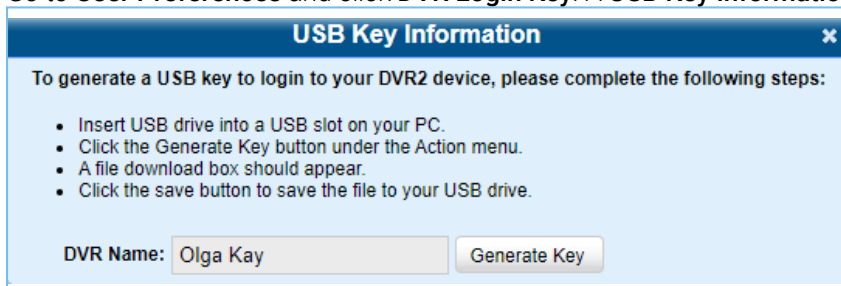 USB Key Information
To generate a USB key to login to your DVR2 device, please complete the following steps:
• Insert USB drive into a USB slot on your PC.
• Click the Generate Key button under the Action menu.
• A file download box should appear.
• Click the save button to save the file to your USB drive.
DVR Name: Olga Kay Generate Key